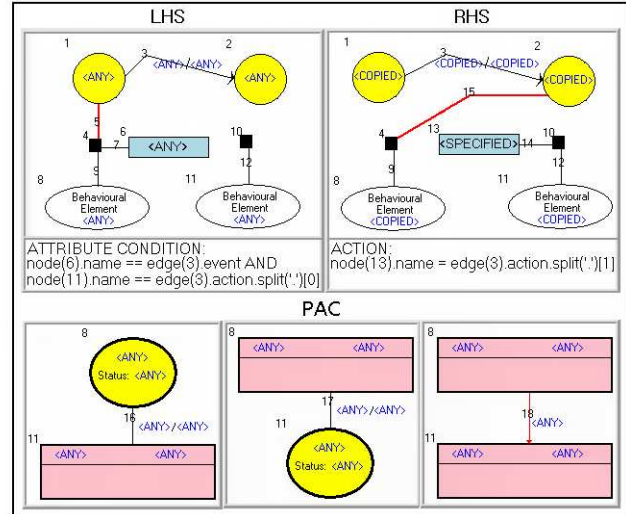 LHS
RHS
1
3
2
<ANY>/<ANY>
<ANY>
<ANY>
5
4
6
7
<ANY>
10
9
12
8
11
Behavioural
Element
<ANY>
Behavioural
Element
<ANY>
ATTRIBUTE CONDITION:
node(6).name == edge(3).event AND
node(11).name == edge(3).action.split('.')[0]
1
3
2
<COPIED>/<COPIED>
<COPIED>
<COPIED>
15
4
13
<SPECIFIED>
14
10
9
12
8
11
Behavioural
Element
<COPIED>
Behavioural
Element
<COPIED>
ACTION:
node(13).name = edge(3).action.split('.')[1]
PAC
8
<ANY>
Status: <ANY>
16
<ANY>/<ANY>
11
<ANY> <ANY>
8
<ANY> <ANY>
17
<ANY>/<ANY>
11
<ANY>
Status: <ANY>
8
<ANY> <ANY>
18
<ANY>
11
<ANY> <ANY>